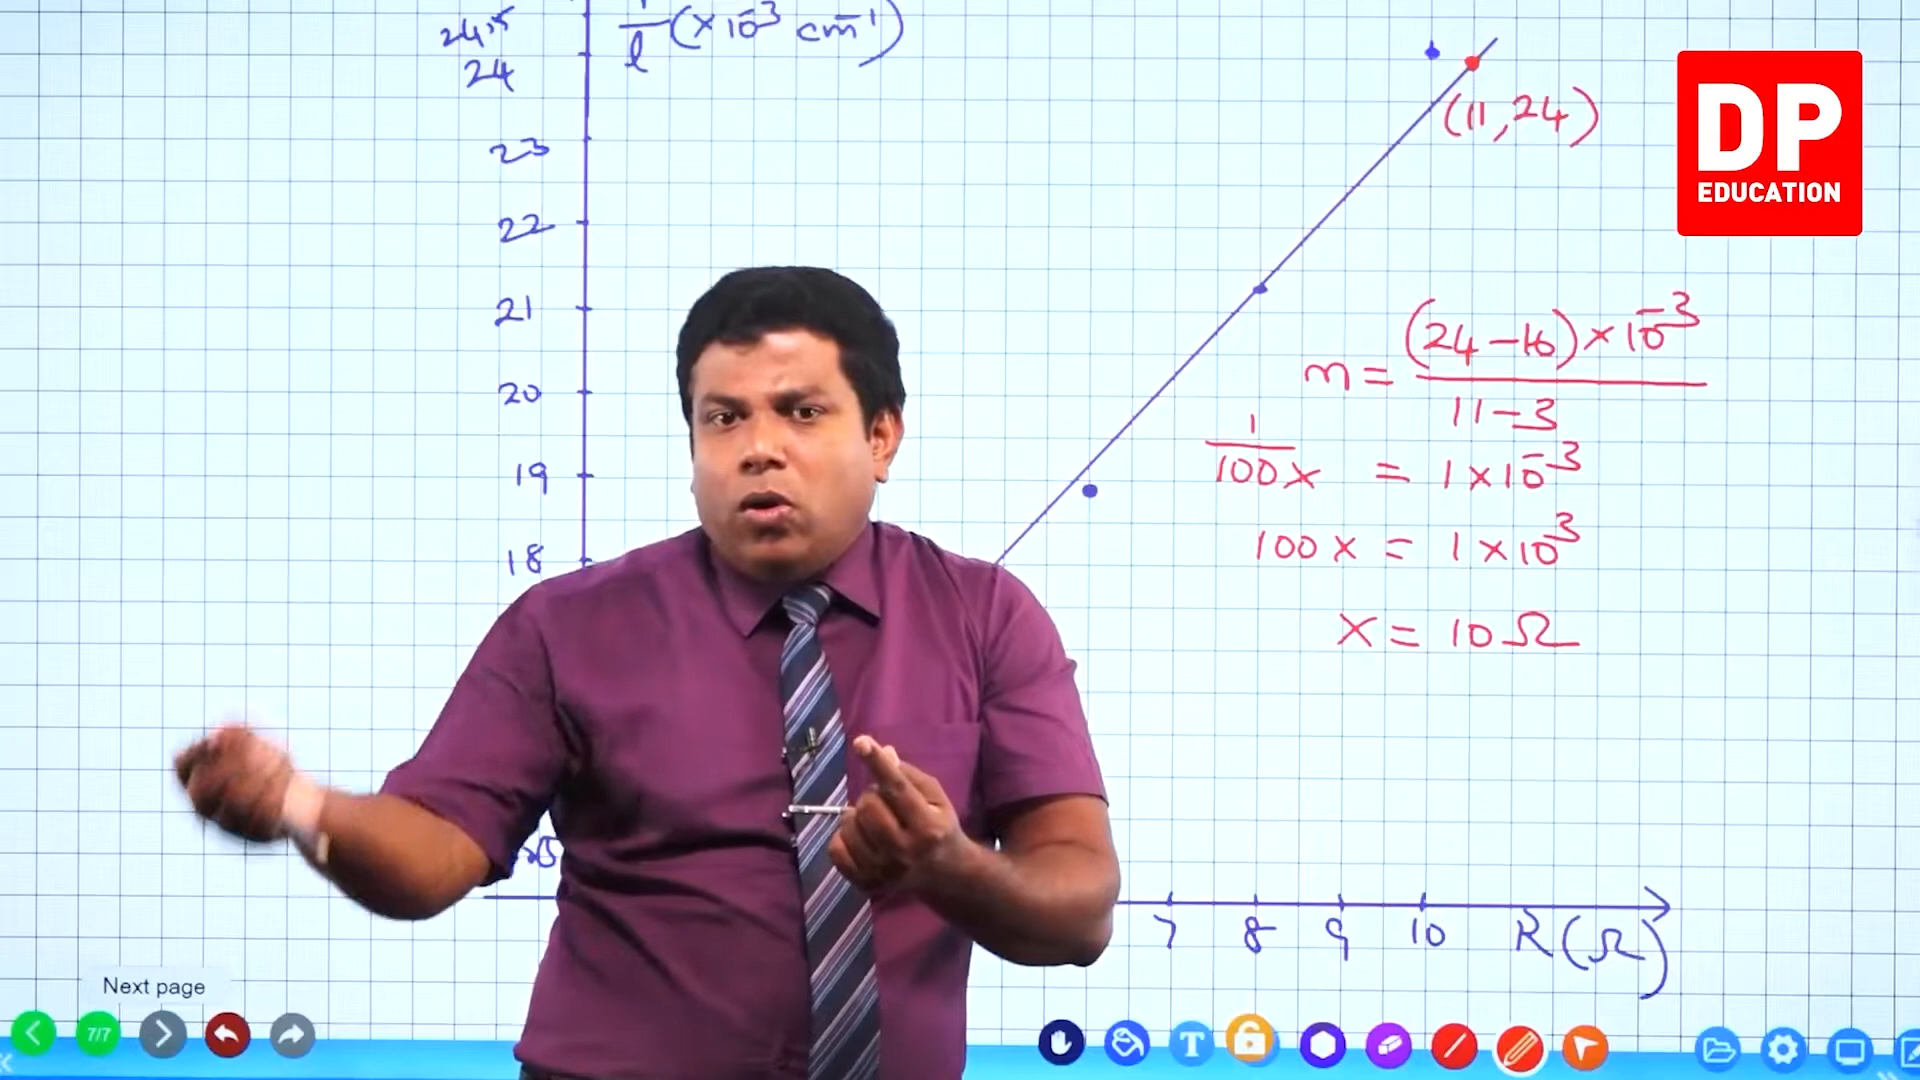 24.5
24
1/l (×10⁻³ cm⁻¹)
(11,24)
DP
EDUCATION
23
22
21
20
19
18
m = (24−16)×10⁻³ / 11−3
1/100x = 1×10⁻³
100x = 1×10³
x = 10Ω
7 8 9 10 R(Ω)
Next page
7/7
T